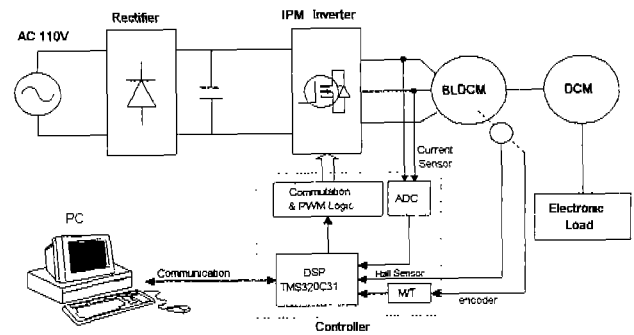 Rectifier
IPM Inverter
AC 110V
BLDCM
DCM
Current
Sensor
Commutation
& PWM Logic
ADC
Electronic
Load
PC
Communication
DSP
TMS320C31
Hall Sensor
M/T
encoder
Controller